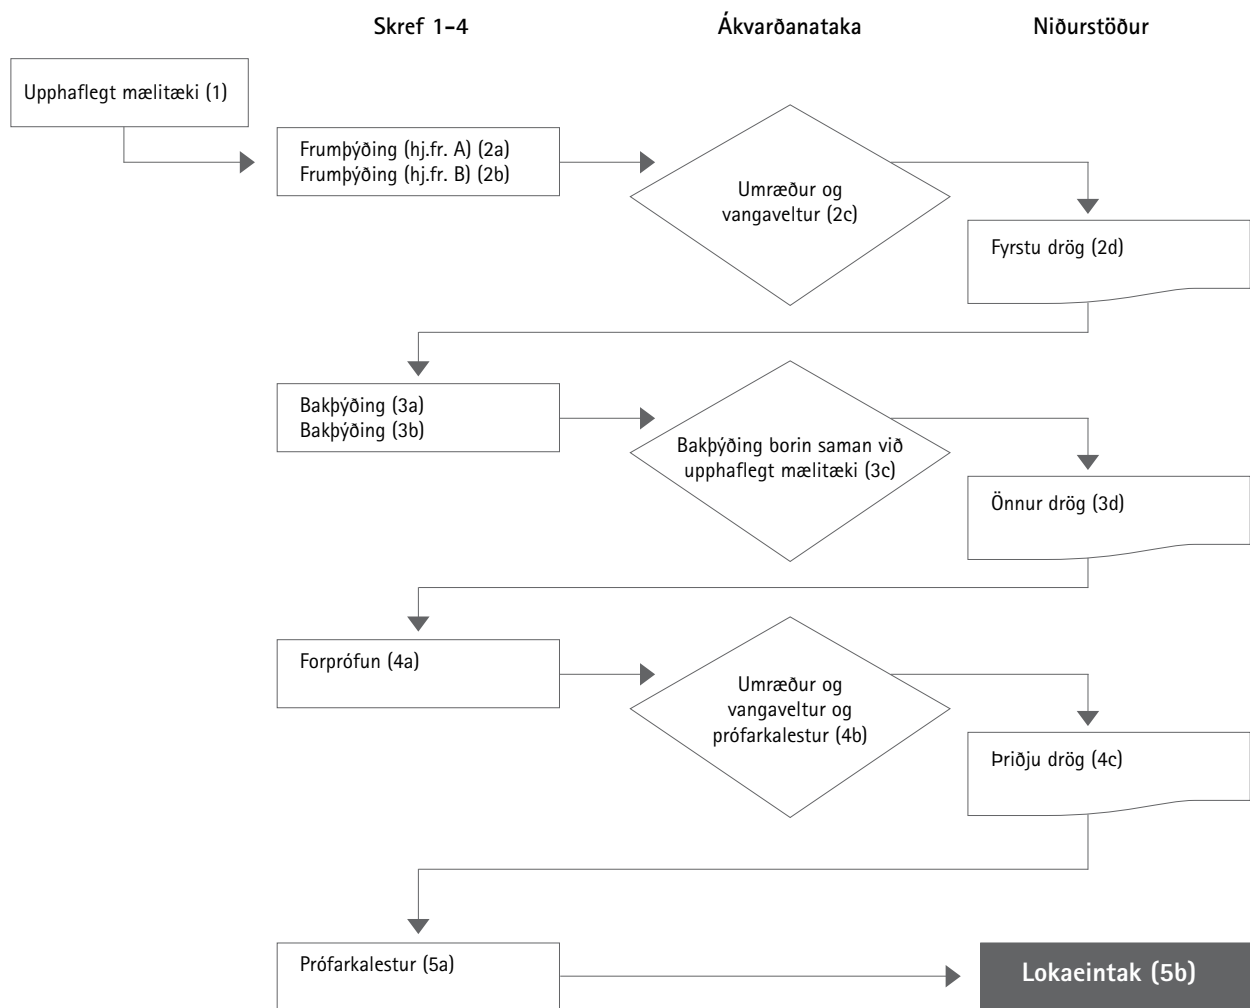 Skref 1-4
Ákvarðanataka
Niðurstöður
Upphaflegt mælitæki (1)
Frumþýðing (hj.fr. A) (2a)
Frumþýðing (hj.fr. B) (2b)
Umræður og
vangaveltur (2c)
Fyrstu drög (2d)
Bakþýðing (3a)
Bakþýðing (3b)
Bakþýðing borin saman við
upphaflegt mælitæki (3c)
Önnur drög (3d)
Forprófun (4a)
Umræður og
vangaveltur og
prófarkalestur (4b)
Þriðju drög (4c)
Prófarkalestur (5a)
Lokaeintak (5b)